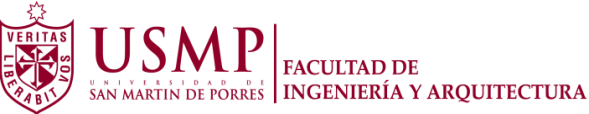 VERITAS
LIBERABIT
VOS
USMP
UNIVERSIDAD DE
SAN MARTIN DE PORRES
FACULTAD DE
INGENIERÍA Y ARQUITECTURA